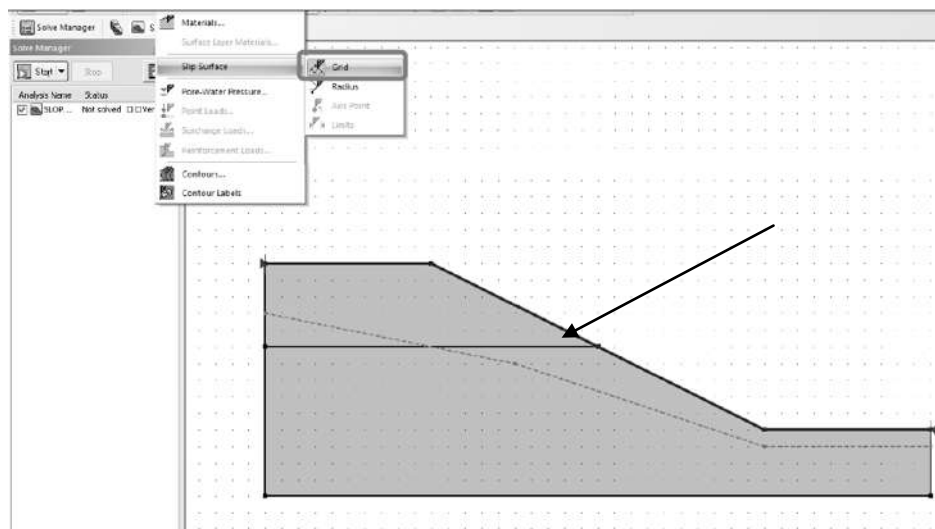 Solve Manager
Solve Manager
Start
Stop
Analysis Name Status
SLOP... Not solved
Materials...
Surface Layer Materials...
Slip Surface
Pore-Water Pressure...
Point Loads...
Surcharge Loads...
Reinforcement Loads...
Contours...
Contour Labels
Grid
Radius
Axis Point
Limits